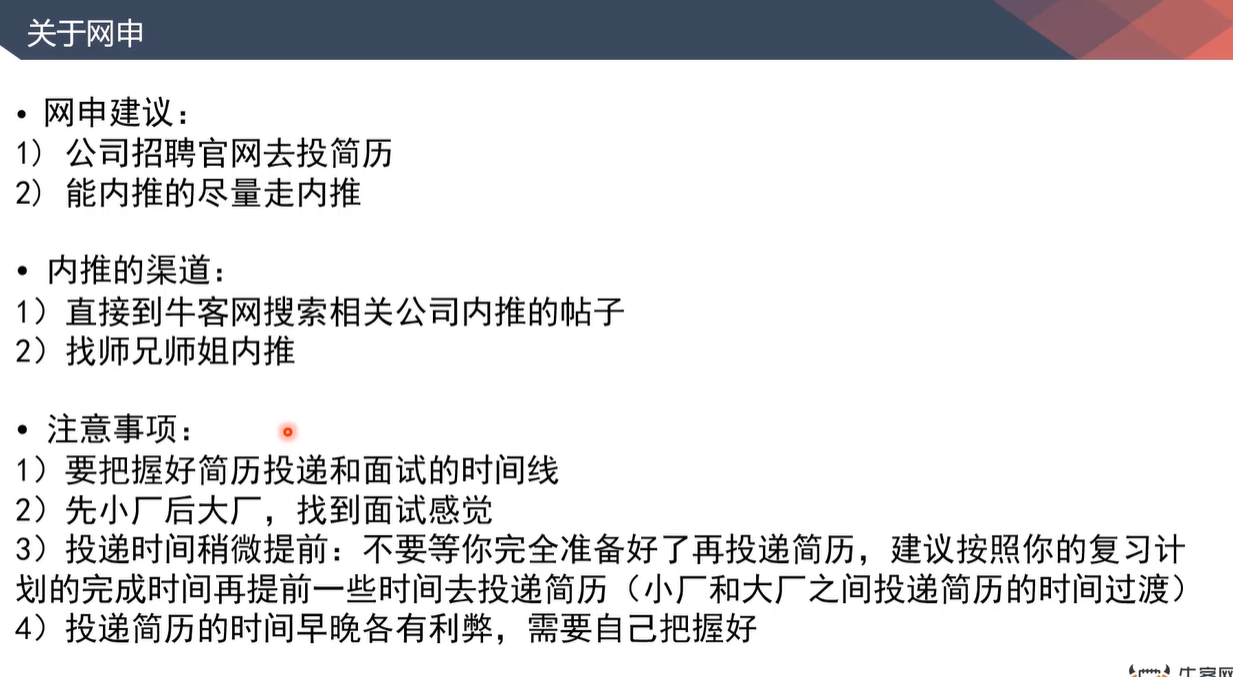 关于网申
• 网申建议：
1) 公司招聘官网去投简历
2) 能内推的尽量走内推
• 内推的渠道：
1）直接到牛客网搜索相关公司内推的帖子
2）找师兄师姐内推
• 注意事项：
1）要把握好简历投递和面试的时间线
2）先小厂后大厂，找到面试感觉
3）投递时间稍微提前：不要等你完全准备好了再投递简历，建议按照你的复习计
划的完成时间再提前一些时间去投递简历（小厂和大厂之间投递简历的时间过渡）
4）投递简历的时间早晚各有利弊，需要自己把握好
牛客网